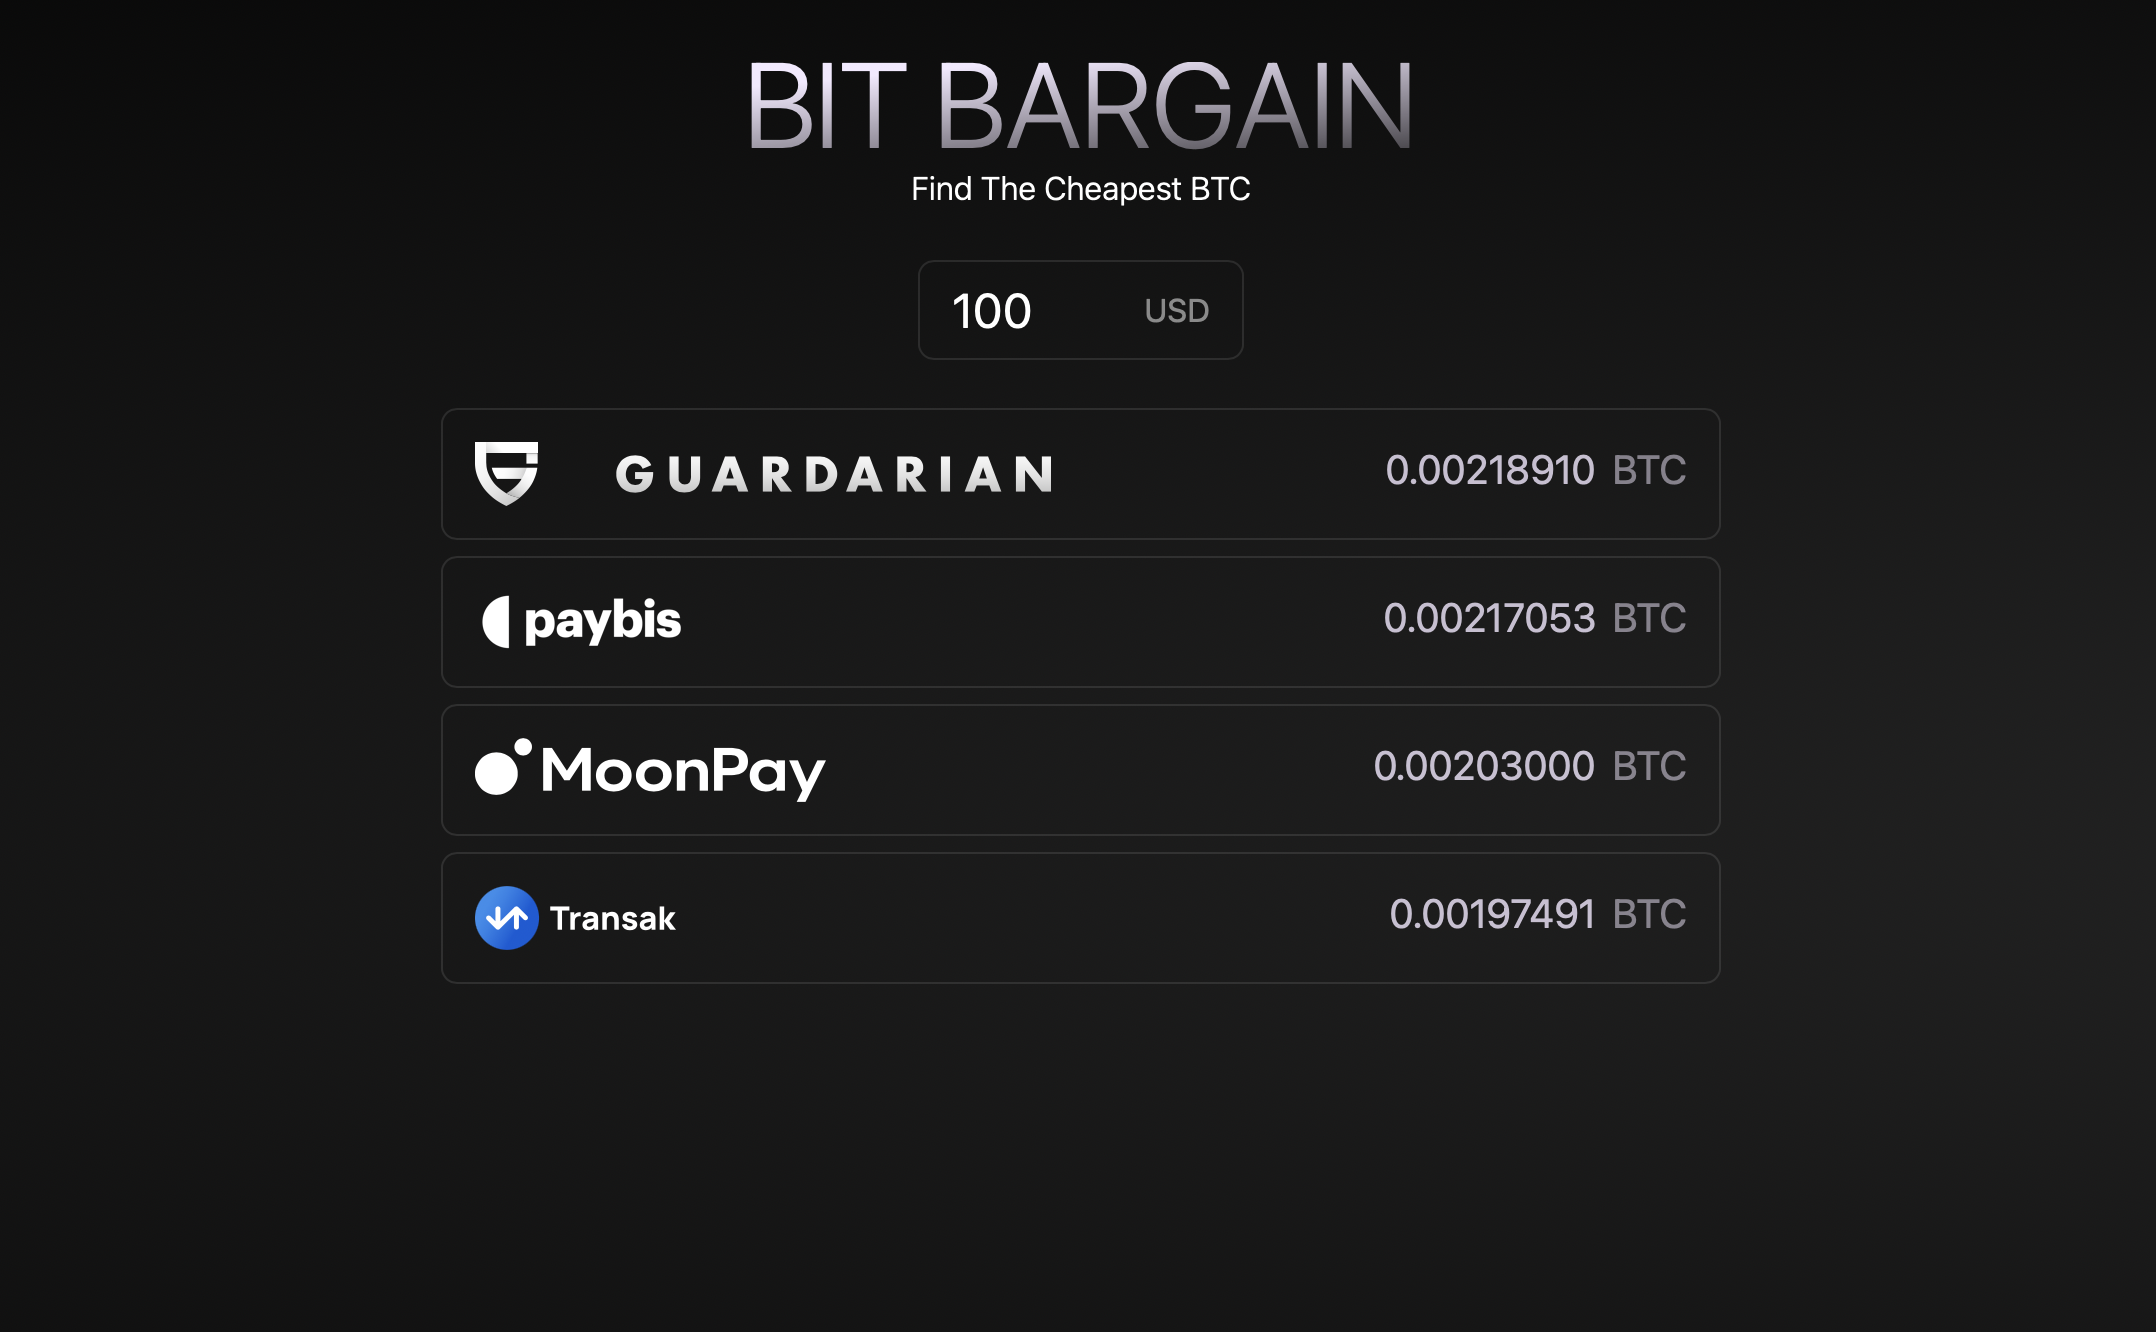 BIT BARGAIN
Find The Cheapest BTC
100 USD
GUARDARIAN 0.00218910 BTC
paybis 0.00217053 BTC
MoonPay 0.00203000 BTC
Transak 0.00197491 BTC